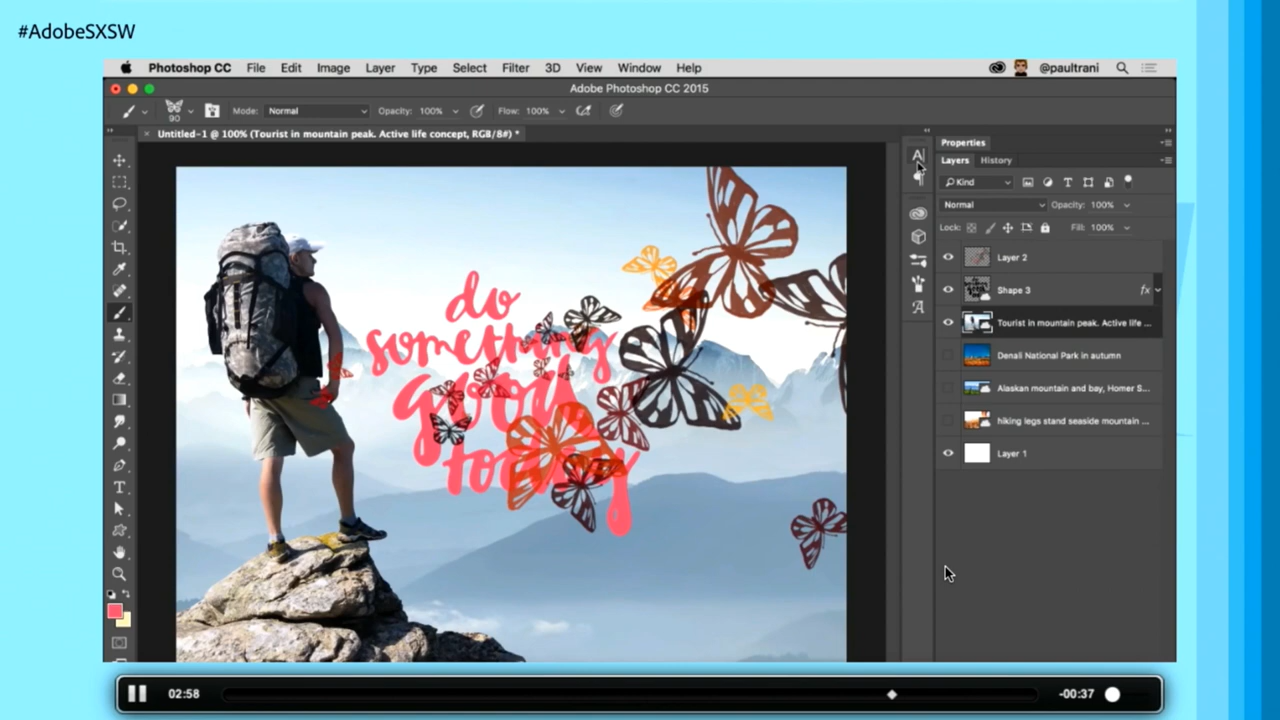 #AdobeSXSW
Photoshop CC File Edit Image Layer Type Select Filter 3D View Window Help @paultrani
Adobe Photoshop CC 2015
90 Mode: Normal Opacity: 100% Flow: 100%
Untitled-1 @ 100% (Tourist in mountain peak. Active life concept, RGB/8#) *
Properties
Layers History
Kind
Normal Opacity: 100%
Lock: Fill: 100%
Layer 2
Shape 3 fx
Tourist in mountain peak. Active life ...
Denali National Park in autumn
Alaskan mountain and bay, Homer S...
hiking legs stand seaside mountain ...
Layer 1
do
something
good
today
02:58 -00:37